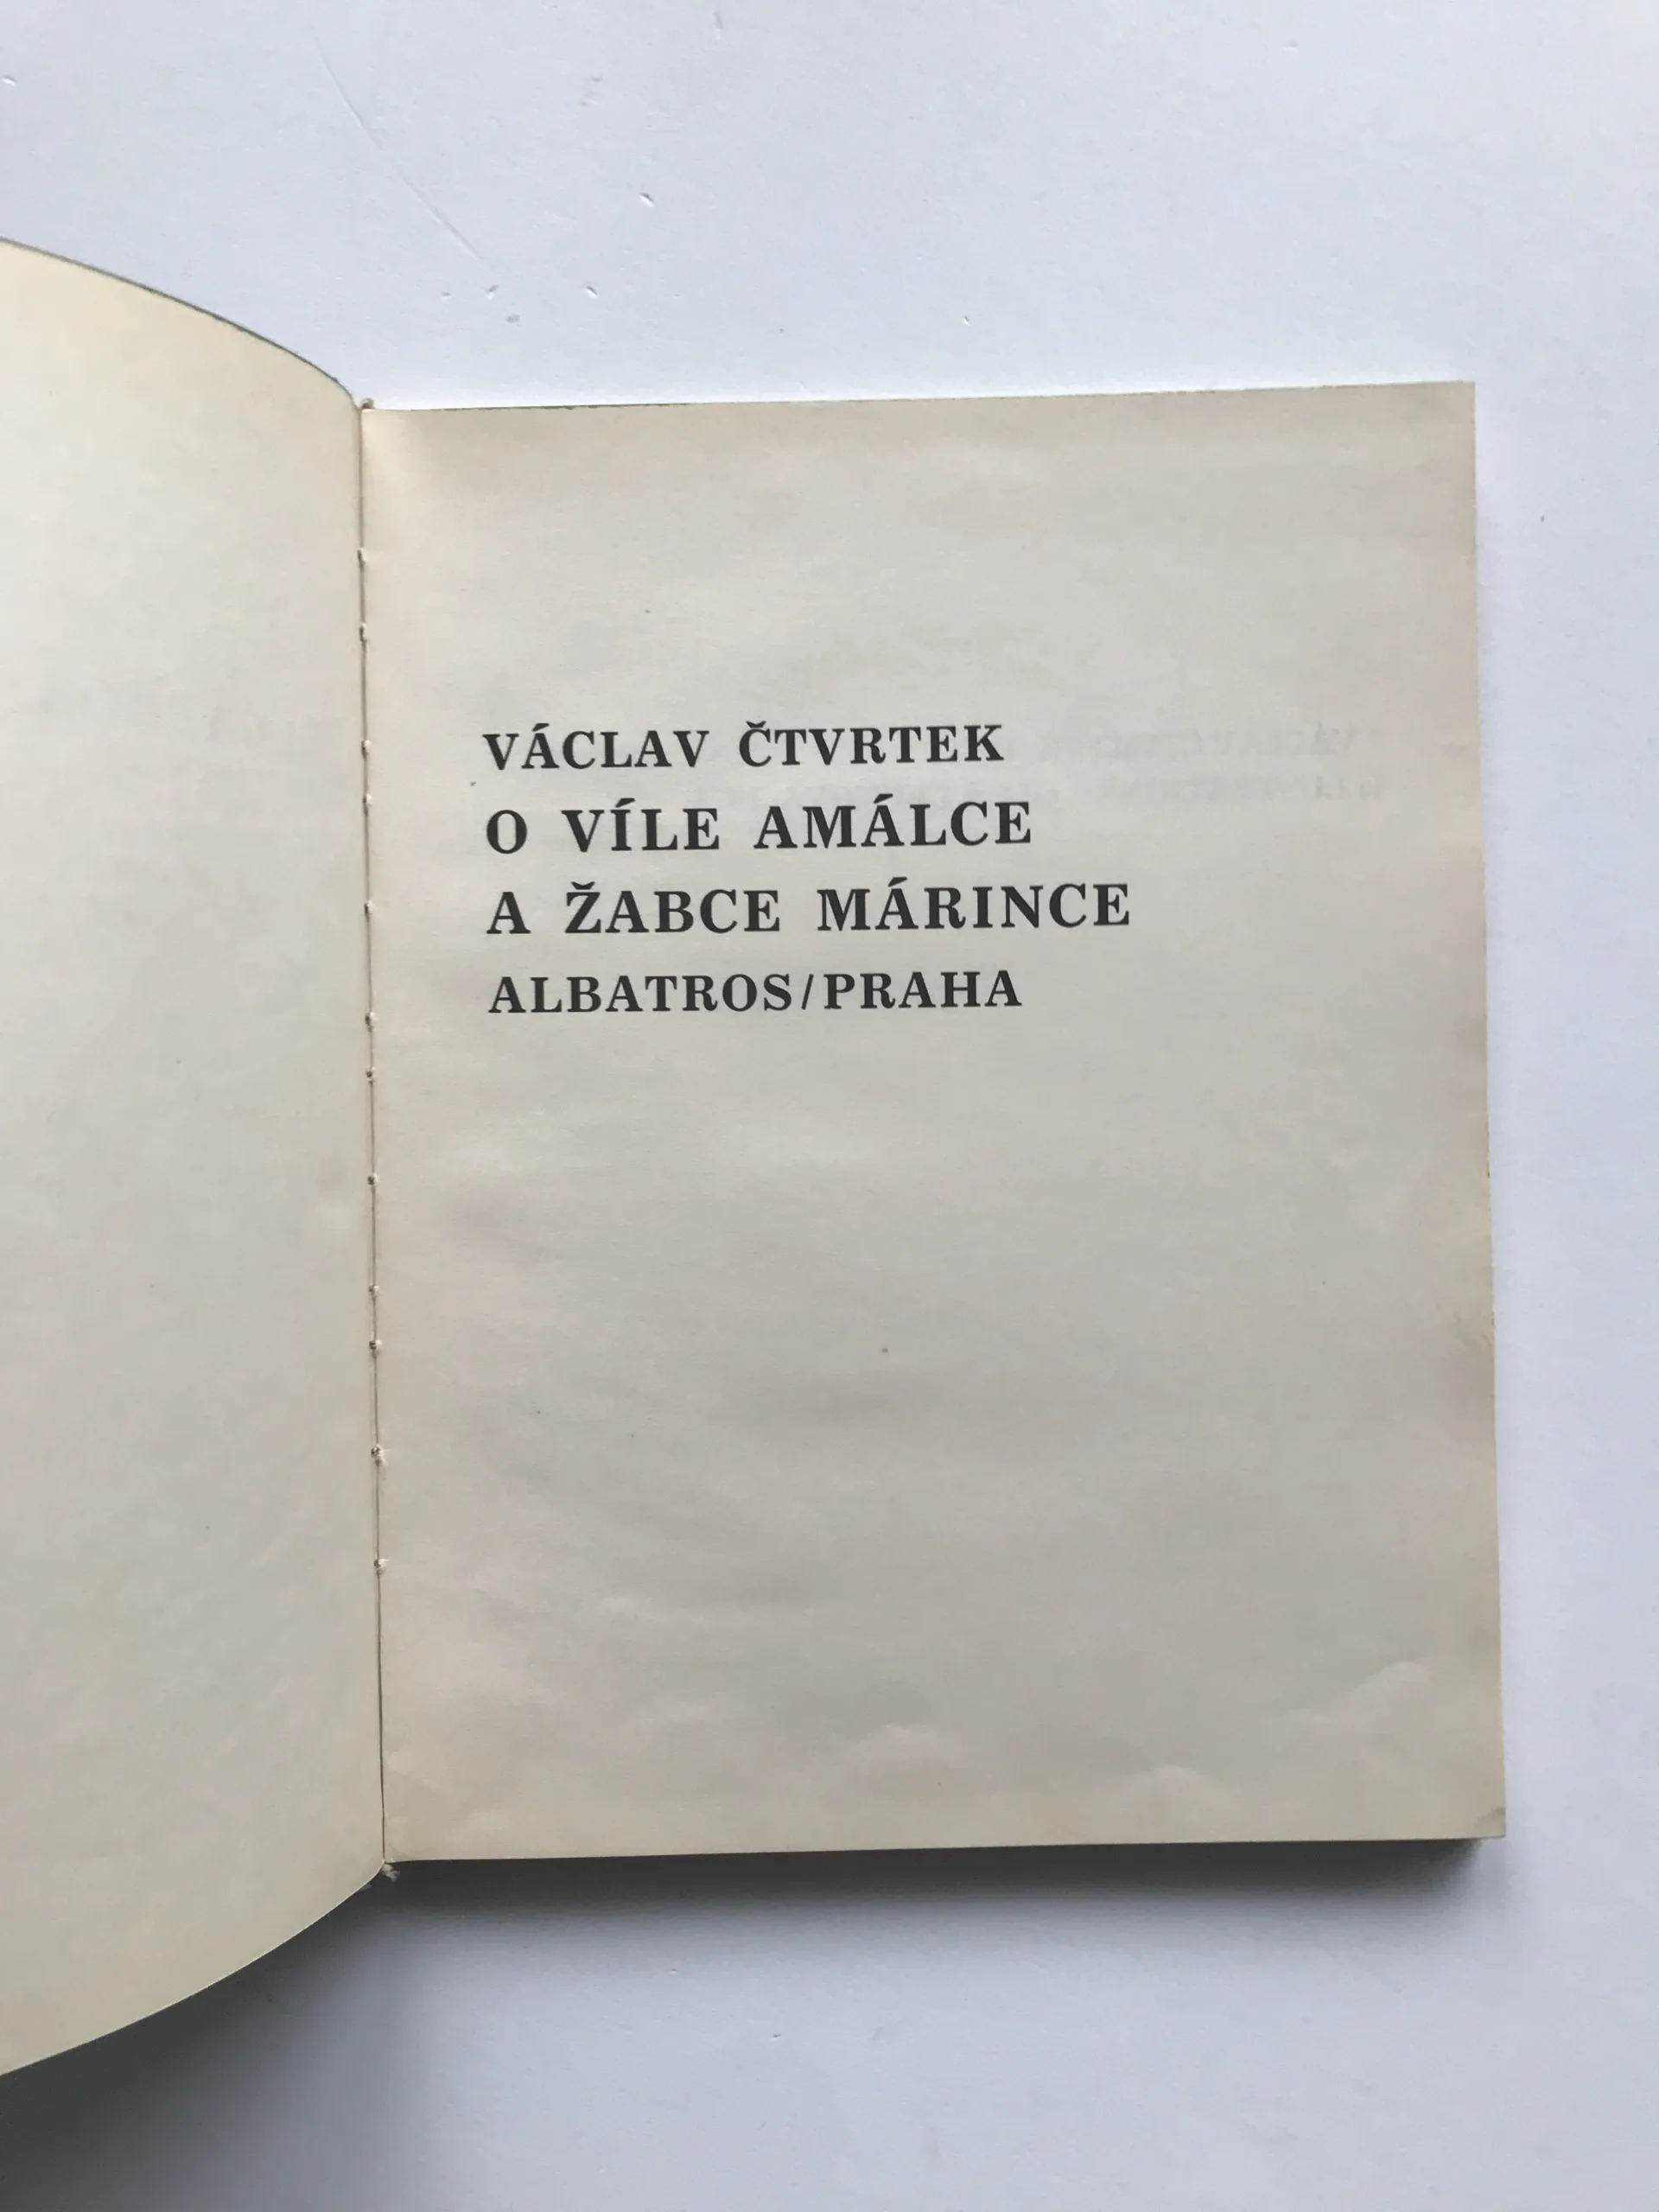 VÁCLAV ČTVRTEK
O VÍLE AMÁLCE
A ŽABCE MÁRINCE
ALBATROS/PRAHA